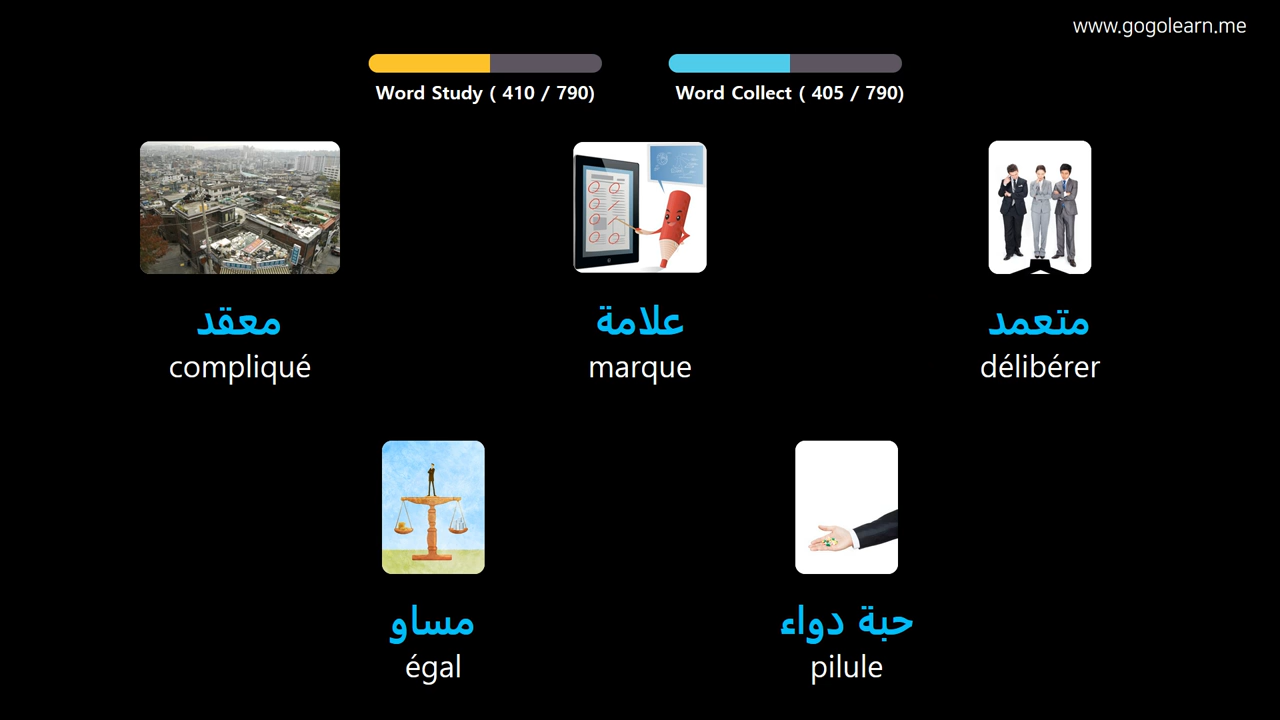 www.gogolearn.me
Word Study ( 410 / 790)
Word Collect ( 405 / 790)
معقد
compliqué
علامة
marque
متعمد
délibérer
مساو
égal
حبة دواء
pilule